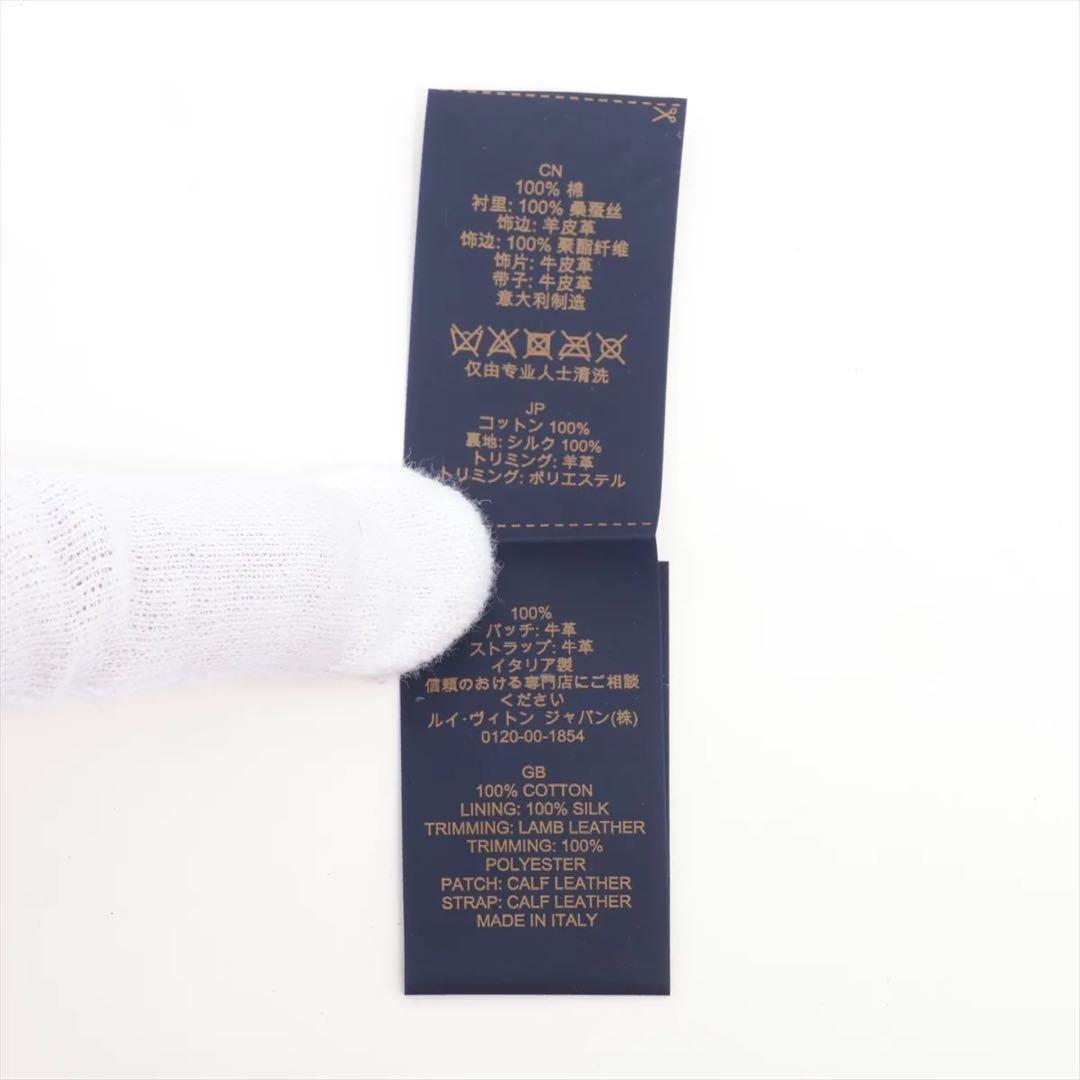 CN
100% 棉
衬里: 100% 桑蚕丝
饰边: 羊皮革
饰边: 100% 聚酯纤维
饰片: 牛皮革
带子: 牛皮革
意大利制造
仅由专业人士清洗
JP
コットン 100%
裏地: シルク 100%
トリミング: 羊革
トリミング: ポリエステル
100%
パッチ: 牛革
ストラップ: 牛革
イタリア製
信頼のおける専門店にご相談
ください
ルイ･ヴィトン ジャパン(株)
0120-00-1854
GB
100% COTTON
LINING: 100% SILK
TRIMMING: LAMB LEATHER
TRIMMING: 100%
POLYESTER
PATCH: CALF LEATHER
STRAP: CALF LEATHER
MADE IN ITALY